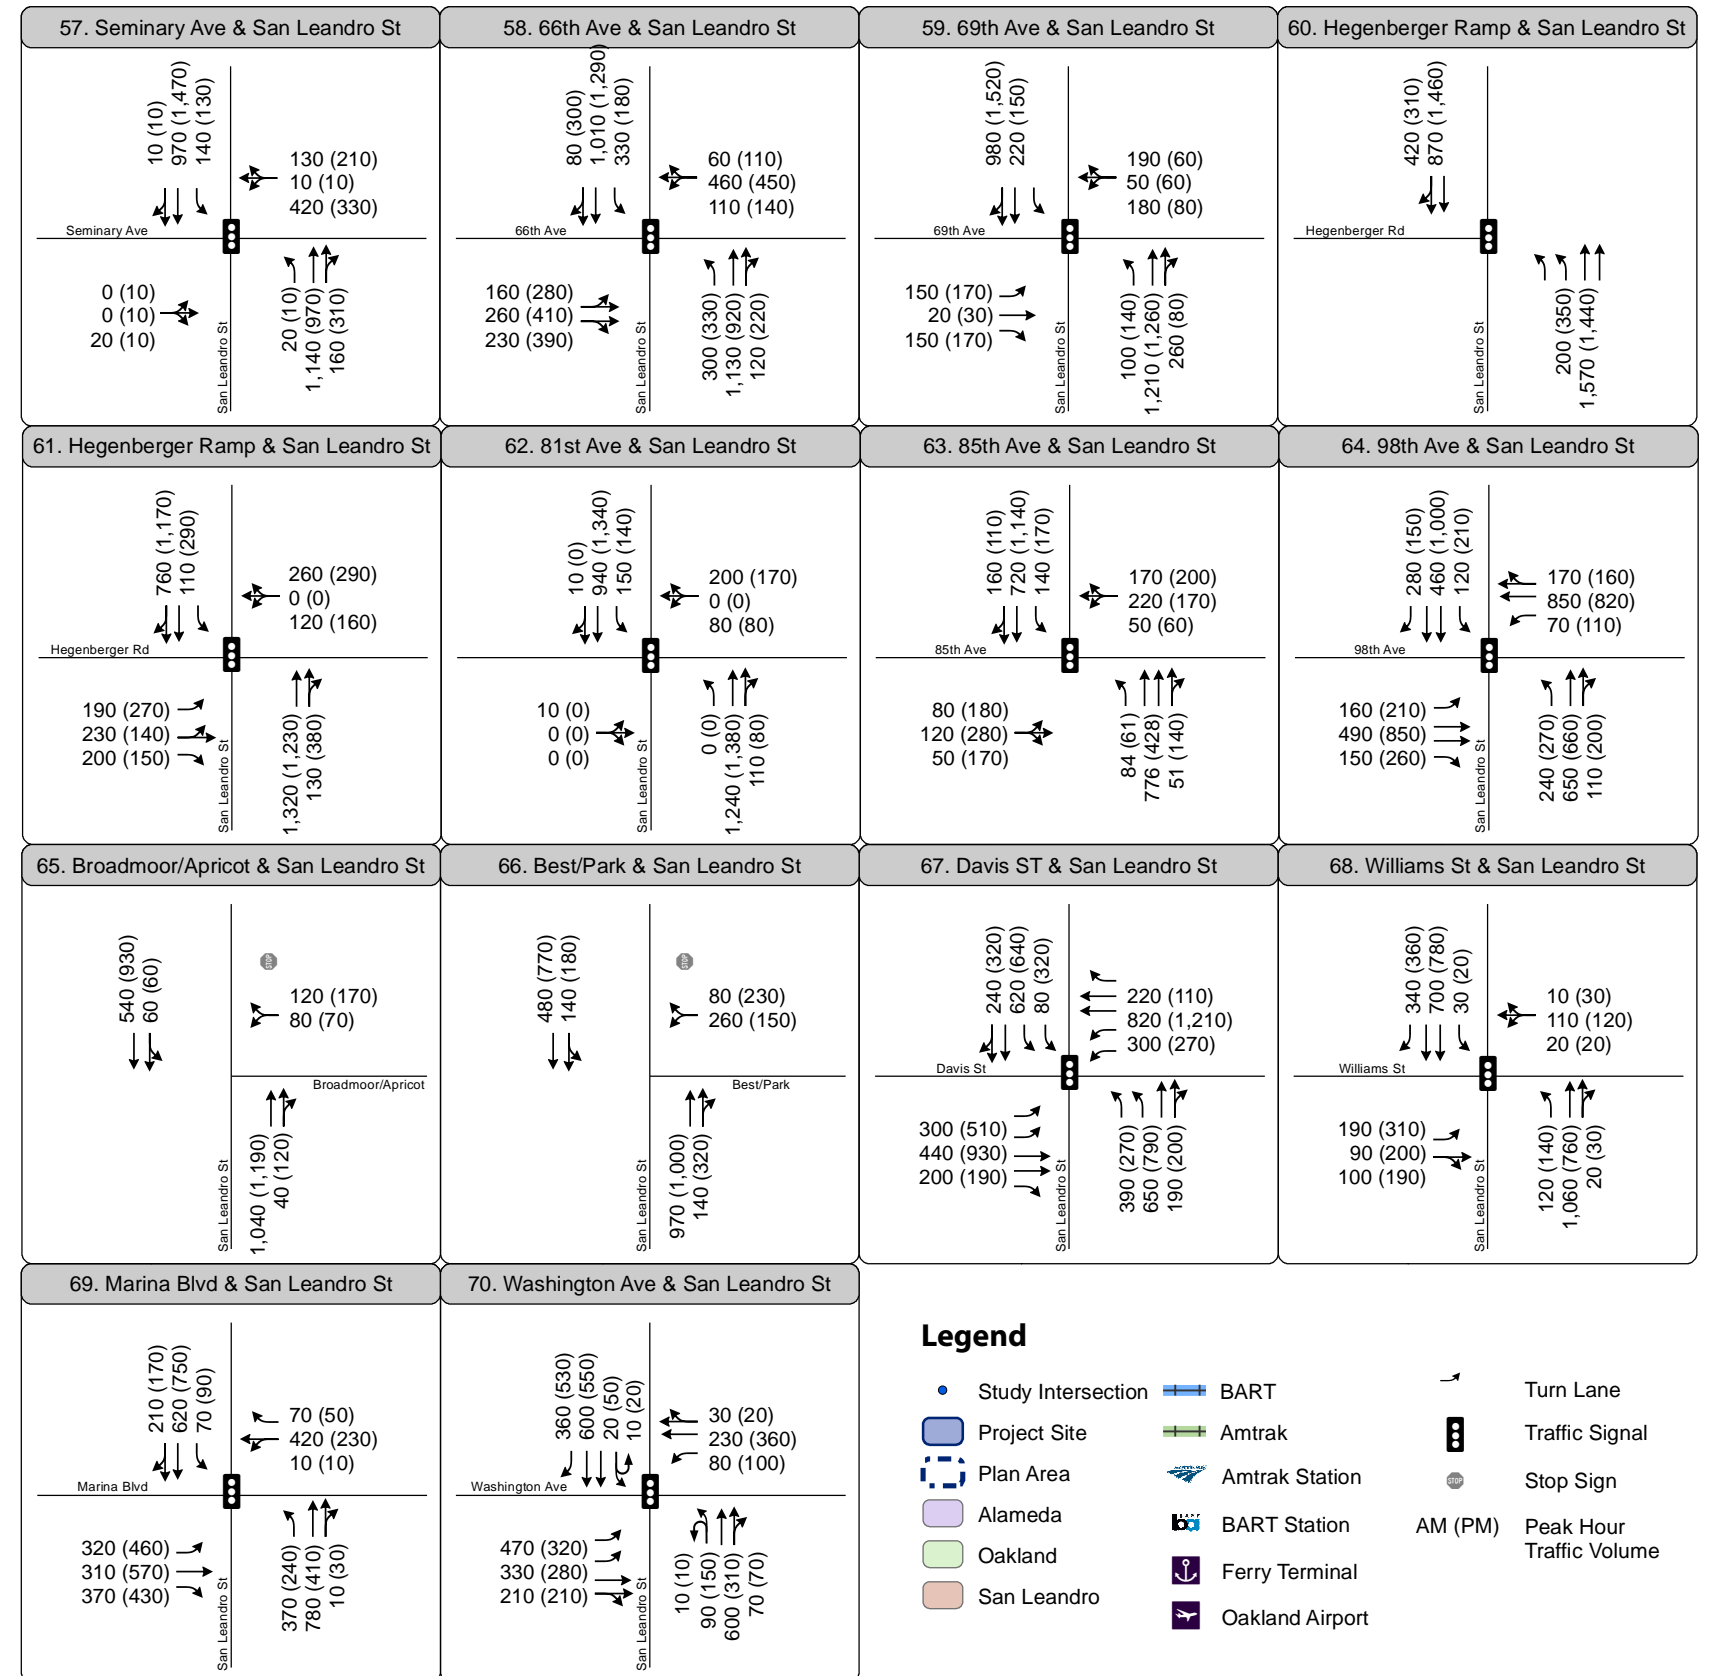 57. Seminary Ave & San Leandro St
10 (10)
970 (1,470)
140 (130)
130 (210)
10 (10)
420 (330)
Seminary Ave
0 (10)
0 (10)
20 (10)
San Leandro St
20 (10)
1,140 (970)
160 (310)
58. 66th Ave & San Leandro St
80 (300)
1,010 (1,290)
330 (180)
60 (110)
460 (450)
110 (140)
66th Ave
160 (280)
260 (410)
230 (390)
San Leandro St
300 (330)
1,130 (920)
120 (220)
59. 69th Ave & San Leandro St
980 (1,520)
220 (150)
190 (60)
50 (60)
180 (80)
69th Ave
150 (170)
20 (30)
150 (170)
San Leandro St
100 (140)
1,210 (1,260)
260 (80)
60. Hegenberger Ramp & San Leandro St
420 (310)
870 (1,460)
Hegenberger Rd
San Leandro St
200 (350)
1,570 (1,440)
61. Hegenberger Ramp & San Leandro St
760 (1,170)
110 (290)
260 (290)
0 (0)
120 (160)
Hegenberger Rd
190 (270)
230 (140)
200 (150)
San Leandro St
1,320 (1,230)
130 (380)
62. 81st Ave & San Leandro St
10 (0)
940 (1,340)
150 (140)
200 (170)
0 (0)
80 (80)
10 (0)
0 (0)
0 (0)
San Leandro St
0 (0)
1,240 (1,380)
110 (80)
63. 85th Ave & San Leandro St
160 (110)
720 (1,140)
140 (170)
170 (200)
220 (170)
50 (60)
85th Ave
80 (180)
120 (280)
50 (170)
San Leandro St
84 (61)
776 (428)
51 (140)
64. 98th Ave & San Leandro St
280 (150)
460 (1,000)
120 (210)
170 (160)
850 (820)
70 (110)
98th Ave
160 (210)
490 (850)
150 (260)
San Leandro St
240 (270)
650 (660)
110 (200)
65. Broadmoor/Apricot & San Leandro St
540 (930)
60 (60)
STOP
120 (170)
80 (70)
Broadmoor/Apricot
San Leandro St
1,040 (1,190)
40 (120)
66. Best/Park & San Leandro St
480 (770)
140 (180)
STOP
80 (230)
260 (150)
Best/Park
San Leandro St
970 (1,000)
140 (320)
67. Davis ST & San Leandro St
240 (320)
620 (640)
80 (320)
220 (110)
820 (1,210)
300 (270)
Davis St
300 (510)
440 (930)
200 (190)
San Leandro St
390 (270)
650 (790)
190 (200)
68. Williams St & San Leandro St
340 (360)
700 (780)
30 (20)
10 (30)
110 (120)
20 (20)
Williams St
190 (310)
90 (200)
100 (190)
San Leandro St
120 (140)
1,060 (760)
20 (30)
69. Marina Blvd & San Leandro St
210 (170)
620 (750)
70 (90)
70 (50)
420 (230)
10 (10)
Marina Blvd
320 (460)
310 (570)
370 (430)
San Leandro St
370 (240)
780 (410)
10 (30)
70. Washington Ave & San Leandro St
360 (530)
600 (550)
20 (50)
10 (20)
30 (20)
230 (360)
80 (100)
Washington Ave
470 (320)
330 (280)
210 (210)
San Leandro St
10 (10)
90 (150)
600 (310)
70 (70)
Legend
Study Intersection
Project Site
Plan Area
Alameda
Oakland
San Leandro
BART
Amtrak
Amtrak Station
BART Station
Ferry Terminal
Oakland Airport
Turn Lane
Traffic Signal
STOP
Stop Sign
AM (PM)
Peak Hour
Traffic Volume